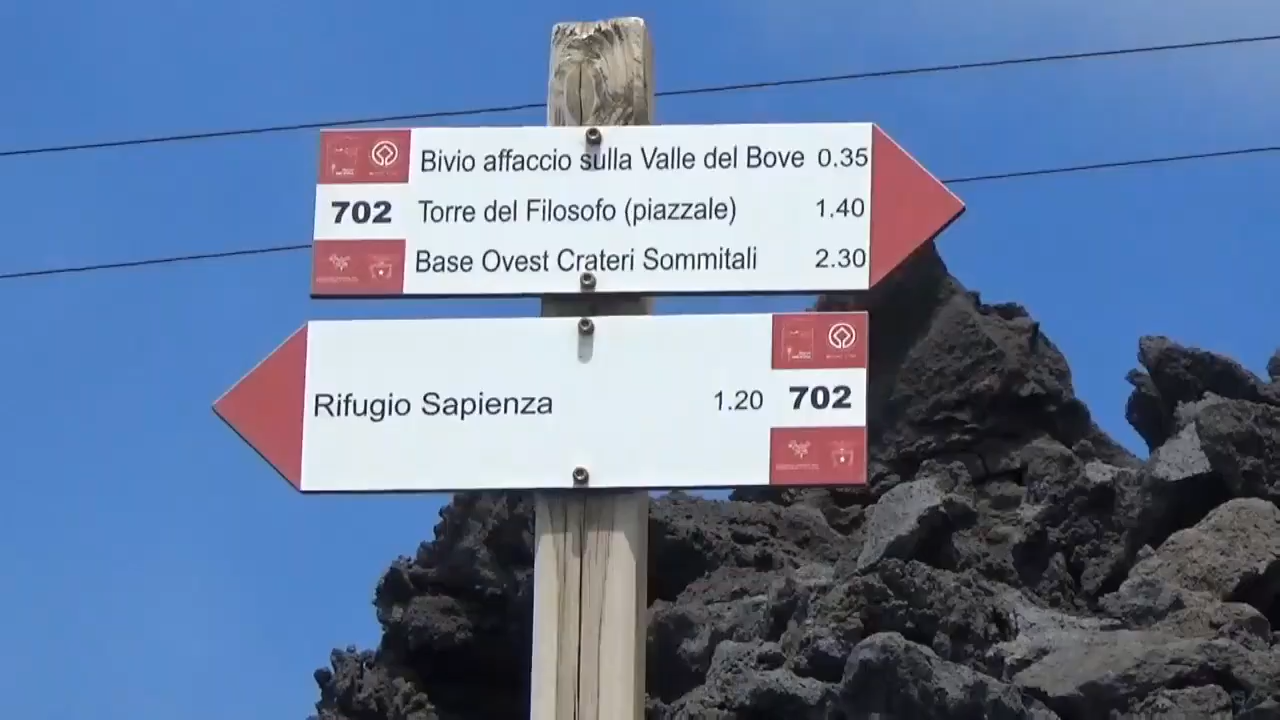 Bivio affaccio sulla Valle del Bove 0.35
702 Torre del Filosofo (piazzale) 1.40
Base Ovest Crateri Sommitali 2.30
Rifugio Sapienza 1.20 702